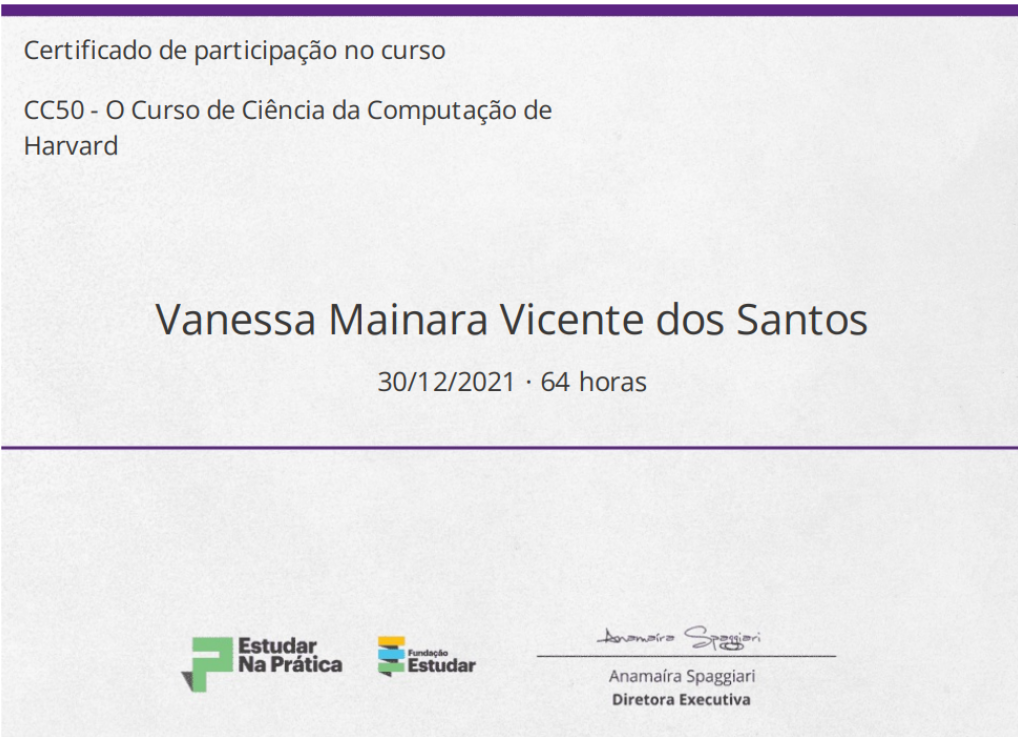 Certificado de participação no curso
CC50 - O Curso de Ciência da Computação de
Harvard
Vanessa Mainara Vicente dos Santos
30/12/2021 · 64 horas
Estudar
Na Prática
Fundação
Estudar
Anamaíra Spaggiari
Anamaíra Spaggiari
Diretora Executiva